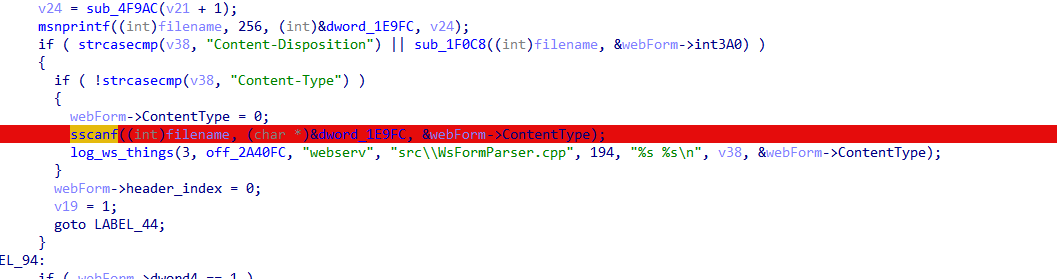 v24 = sub_4F9AC(v21 + 1);
msnprintf((int)filename, 256, (int)&dword_1E9FC, v24);
if ( strcasecmp(v38, "Content-Disposition") || sub_1F0C8((int)filename, &webForm->int3A0) )
{
if ( !strcasecmp(v38, "Content-Type") )
{
webForm->ContentType = 0;
sscanf((int)filename, (char *)&dword_1E9FC, &webForm->ContentType);
log_ws_things(3, off_2A40FC, "webserv", "src\\WsFormParser.cpp", 194, "%s %s\n", v38, &webForm->ContentType);
}
webForm->header_index = 0;
v19 = 1;
goto LABEL_44;
}
EL_94:
if ( webForm->dword4 == 1 )